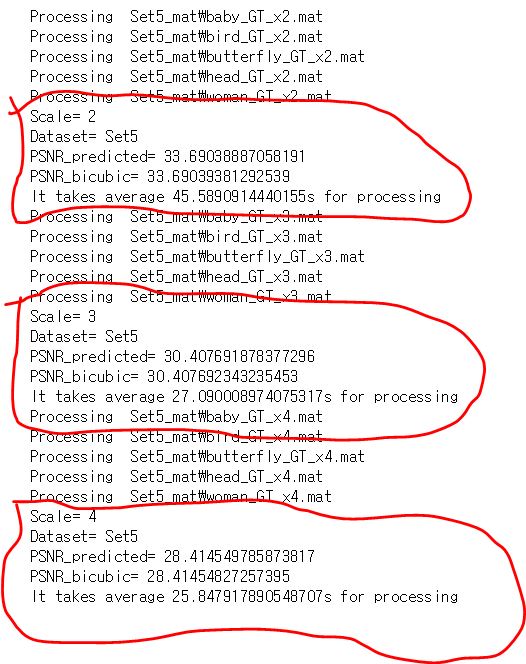 Processing  Set5_mat₩baby_GT_x2.mat
Processing  Set5_mat₩bird_GT_x2.mat
Processing  Set5_mat₩butterfly_GT_x2.mat
Processing  Set5_mat₩head_GT_x2.mat
Processing  Set5_mat₩woman_GT_x2.mat
Scale= 2
Dataset= Set5
PSNR_predicted= 33.69038887058191
PSNR_bicubic= 33.69039381292539
It takes average 45.5890914440155s for processing
Processing  Set5_mat₩baby_GT_x3.mat
Processing  Set5_mat₩bird_GT_x3.mat
Processing  Set5_mat₩butterfly_GT_x3.mat
Processing  Set5_mat₩head_GT_x3.mat
Processing  Set5_mat₩woman_GT_x3.mat
Scale= 3
Dataset= Set5
PSNR_predicted= 30.407691878377296
PSNR_bicubic= 30.407692343235453
It takes average 27.090008974075317s for processing
Processing  Set5_mat₩baby_GT_x4.mat
Processing  Set5_mat₩bird_GT_x4.mat
Processing  Set5_mat₩butterfly_GT_x4.mat
Processing  Set5_mat₩head_GT_x4.mat
Processing  Set5_mat₩woman_GT_x4.mat
Scale= 4
Dataset= Set5
PSNR_predicted= 28.414549785873817
PSNR_bicubic= 28.41454827257395
It takes average 25.847917890548707s for processing